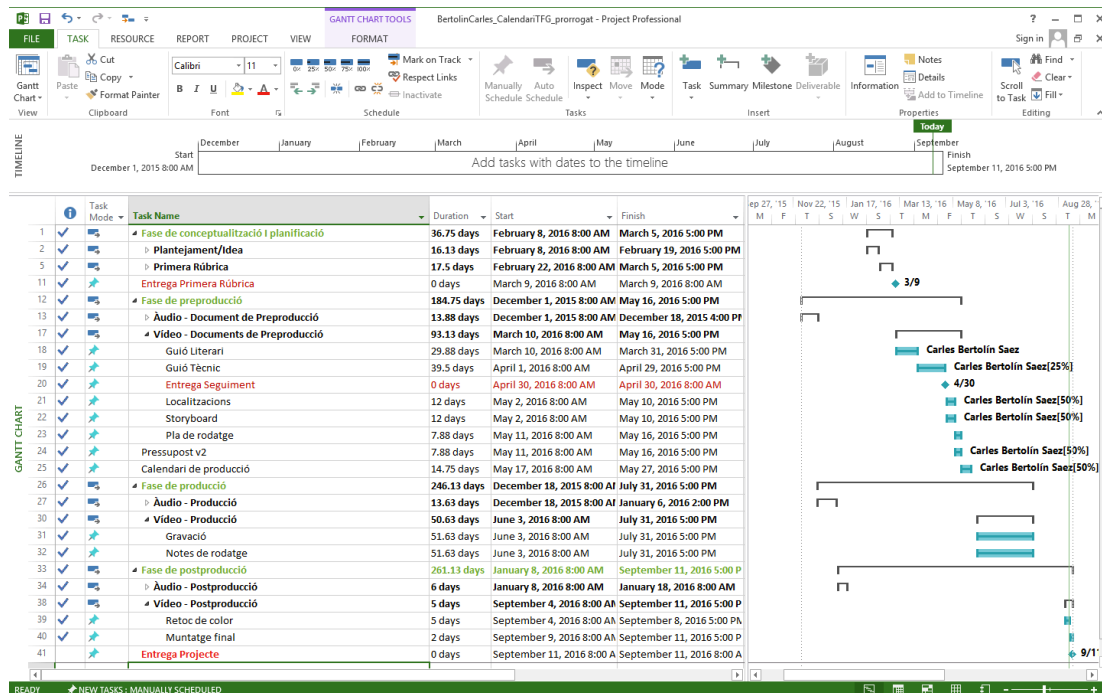 GANTT CHART TOOLS BertolinCarles_CalendariTFG_prorrogat - Project Professional ?
FILE TASK RESOURCE REPORT PROJECT VIEW FORMAT Sign in
Gantt Chart Paste Cut Copy Format Painter Calibri 11 B I U A 0% 25% 50% 75% 100% Mark on Track Respect Links Inactivate Manually Schedule Auto Schedule Inspect Move Mode Task Summary Milestone Deliverable Information Notes Details Add to Timeline Scroll to Task Find Clear Fill
View Clipboard Font Schedule Tasks Insert Properties Editing
Today
TIMELINE
December January February March April May June July August September
Start
December 1, 2015 8:00 AM
Add tasks with dates to the timeline
Finish
September 11, 2016 5:00 PM
GANTT CHART
Task Mode Task Name Duration Start Finish
ep 27, '15 Nov 22, '15 Jan 17, '16 Mar 13, '16 May 8, '16 Jul 3, '16 Aug 28, '
M F T S W S T M F T S W S T M
1 Fase de conceptualització I planificació 36.75 days February 8, 2016 8:00 AM March 5, 2016 5:00 PM
2 Plantejament/Idea 16.13 days February 8, 2016 8:00 AM February 19, 2016 5:00 PM
5 Primera Rúbrica 17.5 days February 22, 2016 8:00 AM March 5, 2016 5:00 PM
11 Entrega Primera Rúbrica 0 days March 9, 2016 8:00 AM March 9, 2016 8:00 AM 3/9
12 Fase de preproducció 184.75 days December 1, 2015 8:00 AM May 16, 2016 5:00 PM
13 Àudio - Document de Preproducció 13.88 days December 1, 2015 8:00 AM December 18, 2015 4:00 PM
17 Vídeo - Documents de Preproducció 93.13 days March 10, 2016 8:00 AM May 16, 2016 5:00 PM
18 Guió Literari 29.88 days March 10, 2016 8:00 AM March 31, 2016 5:00 PM Carles Bertolín Saez
19 Guió Tècnic 39.5 days April 1, 2016 8:00 AM April 29, 2016 5:00 PM Carles Bertolín Saez[25%]
20 Entrega Seguiment 0 days April 30, 2016 8:00 AM April 30, 2016 8:00 AM 4/30
21 Localitzacions 12 days May 2, 2016 8:00 AM May 10, 2016 5:00 PM Carles Bertolín Saez[50%]
22 Storyboard 12 days May 2, 2016 8:00 AM May 10, 2016 5:00 PM Carles Bertolín Saez[50%]
23 Pla de rodatge 7.88 days May 11, 2016 8:00 AM May 16, 2016 5:00 PM
24 Pressupost v2 7.88 days May 11, 2016 8:00 AM May 16, 2016 5:00 PM Carles Bertolín Saez[50%]
25 Calendari de producció 14.75 days May 17, 2016 8:00 AM May 27, 2016 5:00 PM Carles Bertolín Saez[50%]
26 Fase de producció 246.13 days December 18, 2015 8:00 AM July 31, 2016 5:00 PM
27 Àudio - Producció 13.63 days December 18, 2015 8:00 AM January 6, 2016 2:00 PM
30 Vídeo - Producció 50.63 days June 3, 2016 8:00 AM July 31, 2016 5:00 PM
31 Gravació 51.63 days June 3, 2016 8:00 AM July 31, 2016 5:00 PM
32 Notes de rodatge 51.63 days June 3, 2016 8:00 AM July 31, 2016 5:00 PM
33 Fase de postproducció 261.13 days January 8, 2016 8:00 AM September 11, 2016 5:00 P
34 Àudio - Postproducció 6 days January 8, 2016 8:00 AM January 18, 2016 8:00 AM
38 Vídeo - Postproducció 5 days September 4, 2016 8:00 AM September 11, 2016 5:00 P
39 Retoc de color 5 days September 4, 2016 8:00 AM September 8, 2016 5:00 PM
40 Muntatge final 2 days September 9, 2016 8:00 AM September 11, 2016 5:00 P
41 Entrega Projecte 0 days September 11, 2016 8:00 A September 11, 2016 8:00 A 9/1
READY NEW TASKS : MANUALLY SCHEDULED